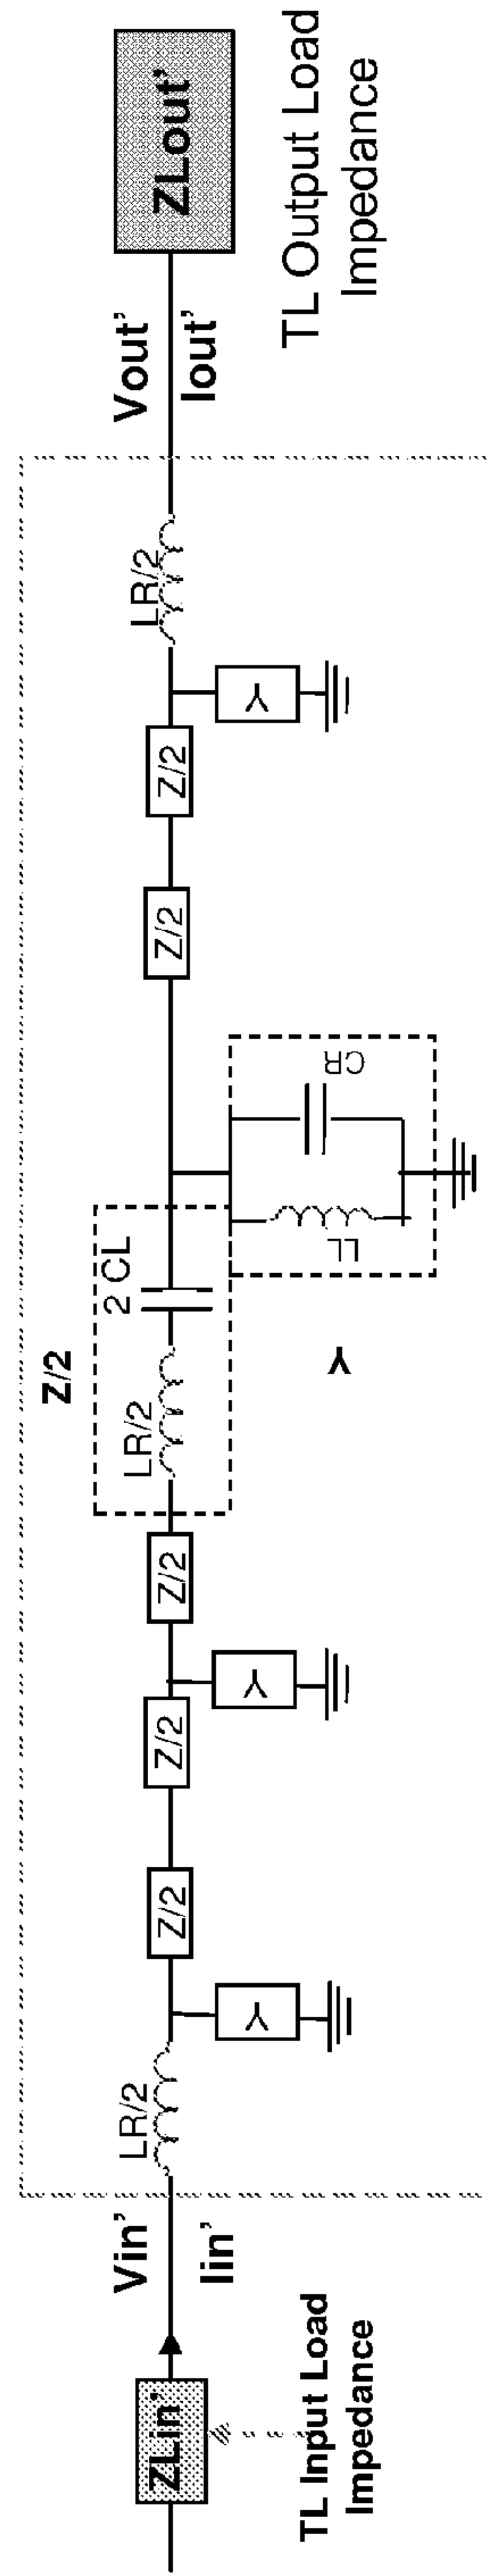 TL Input Load
Impedance
ZLin'
Vin'
Iin'
LR/2
Y
Z/2
Z/2
Y
Z/2
Z/2
LR/2
2 CL
Y
LL
CR
Z/2
Z/2
Y
LR/2
Vout'
Iout'
ZLout'
TL Output Load
Impedance